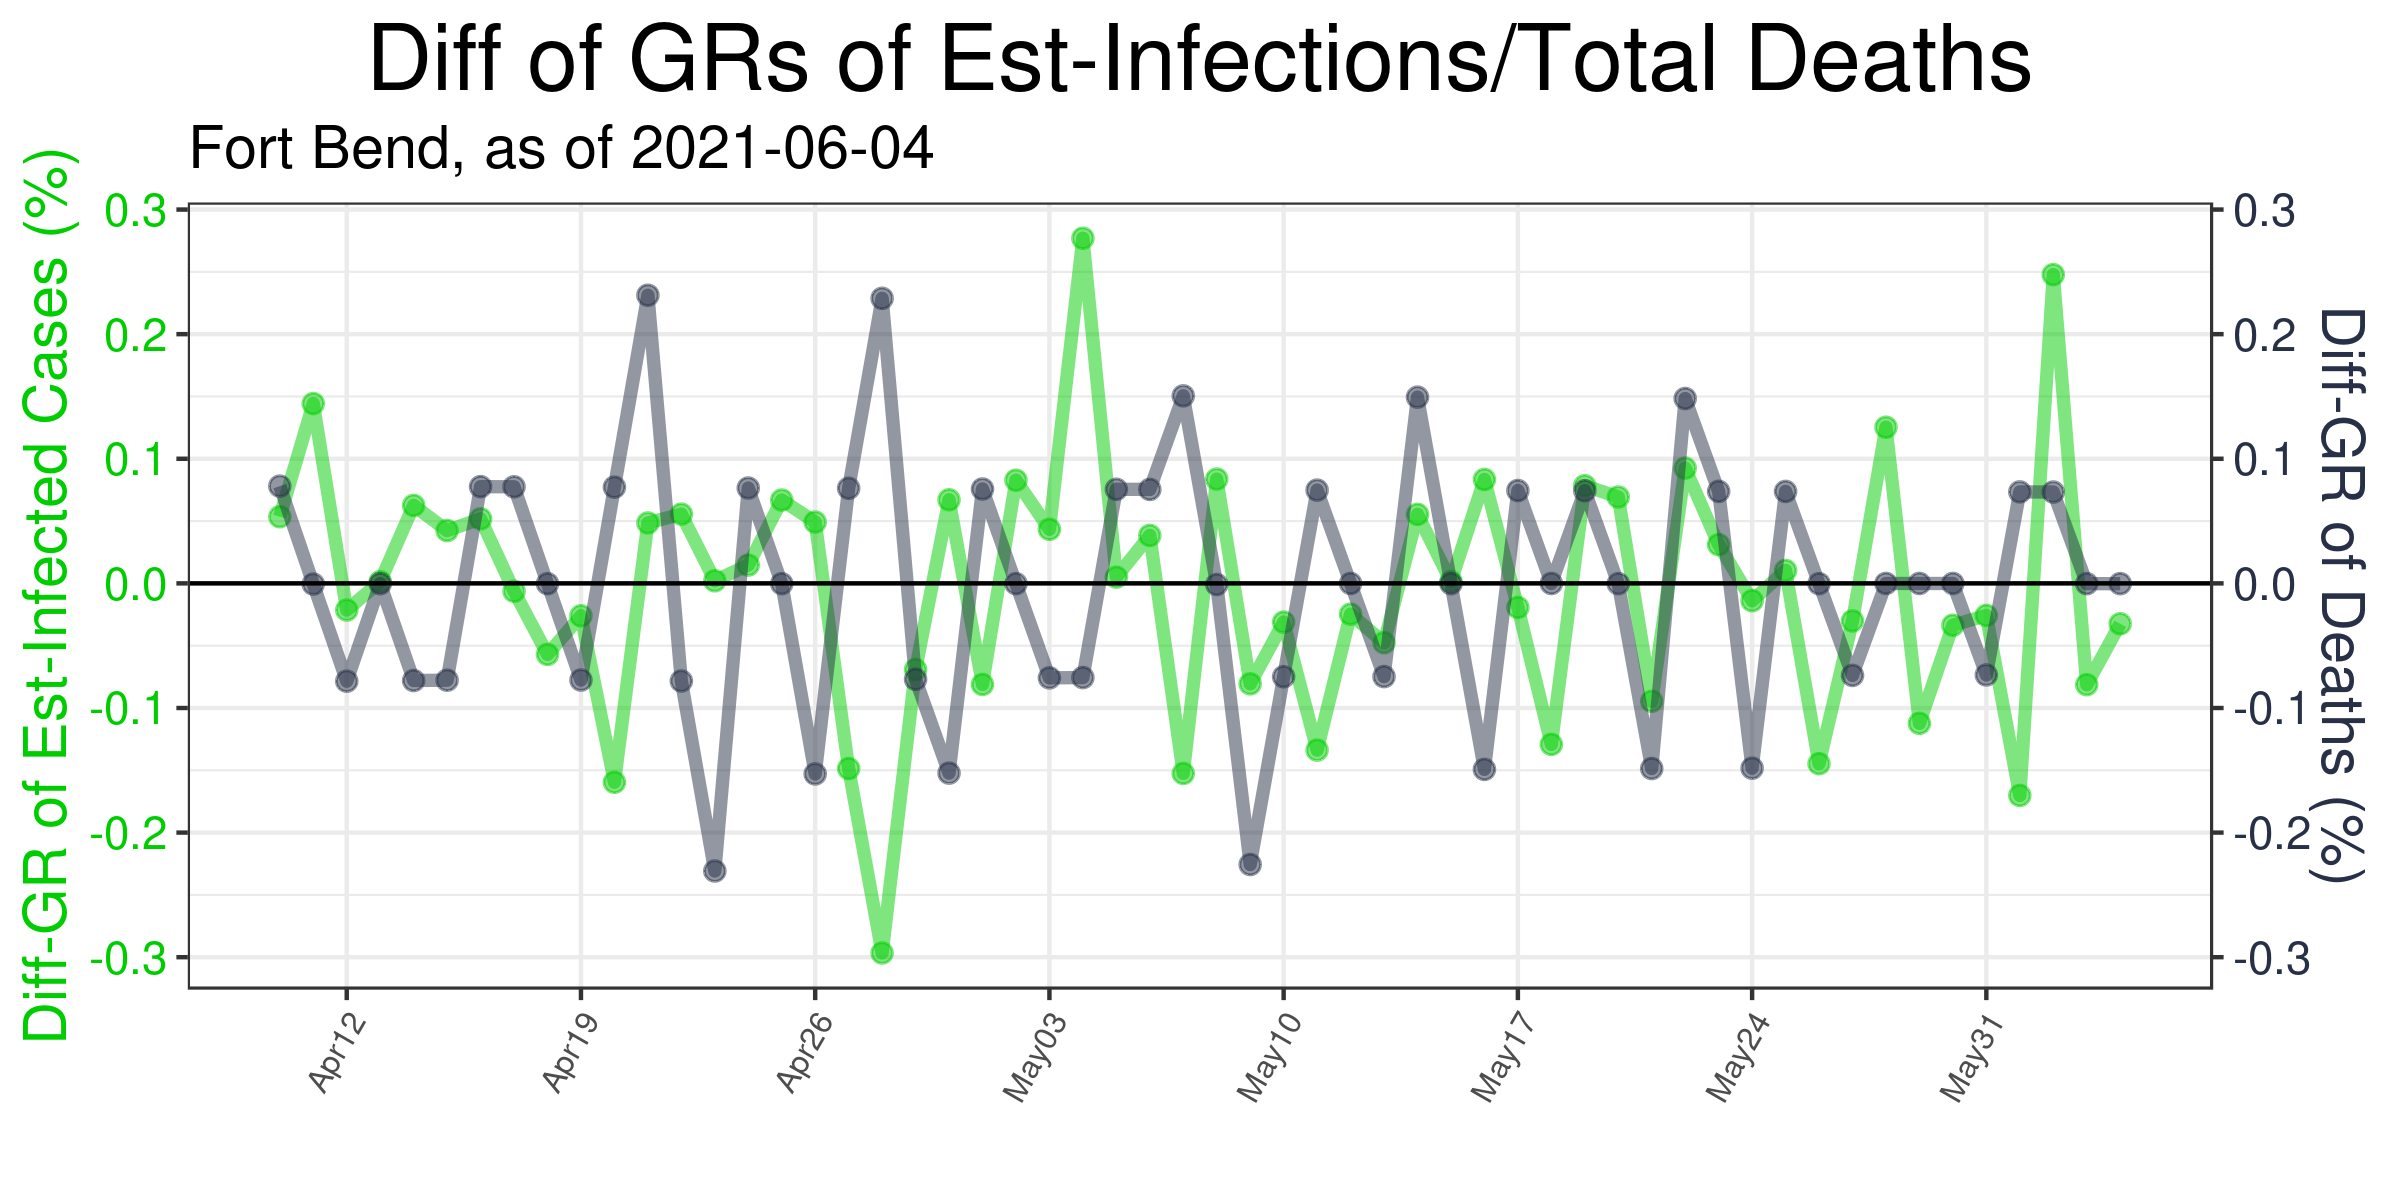 Diff of GRs of Est-Infections/Total Deaths
Fort Bend, as of 2021-06-04
Diff-GR of Est-Infected Cases (%)
0.3
0.2
0.1
0.0
-0.1
-0.2
-0.3
0.3
0.2
0.1
0.0
-0.1
-0.2
-0.3
Diff-GR of Deaths (%)
Apr12
Apr19
Apr26
May03
May10
May17
May24
May31